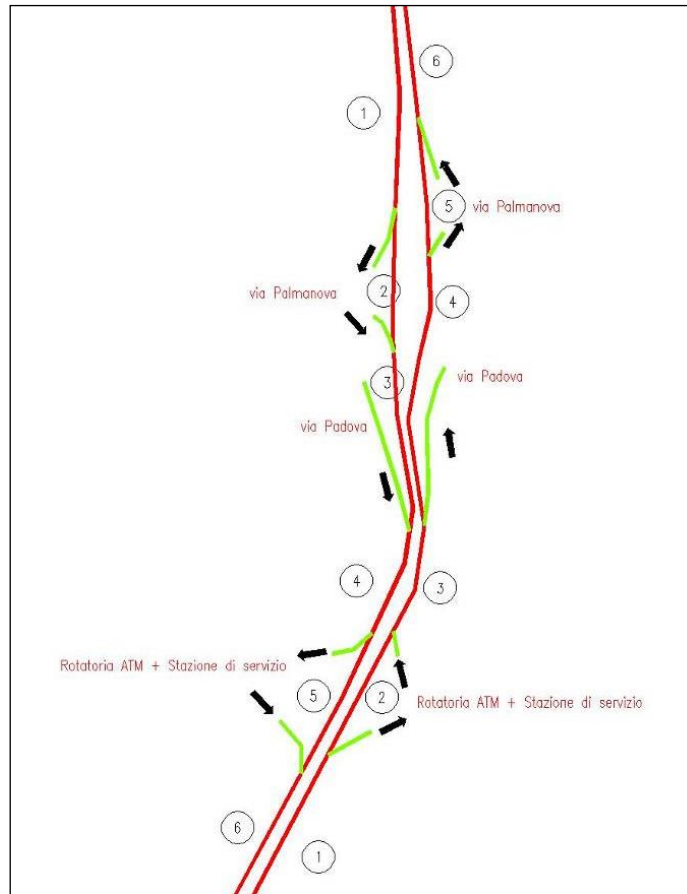 6
1
5 via Palmanova
2
via Palmanova
4
3
via Padova
via Padova
4
3
Rotatoria ATM + Stazione di servizio
5
2
Rotatoria ATM + Stazione di servizio
6
1